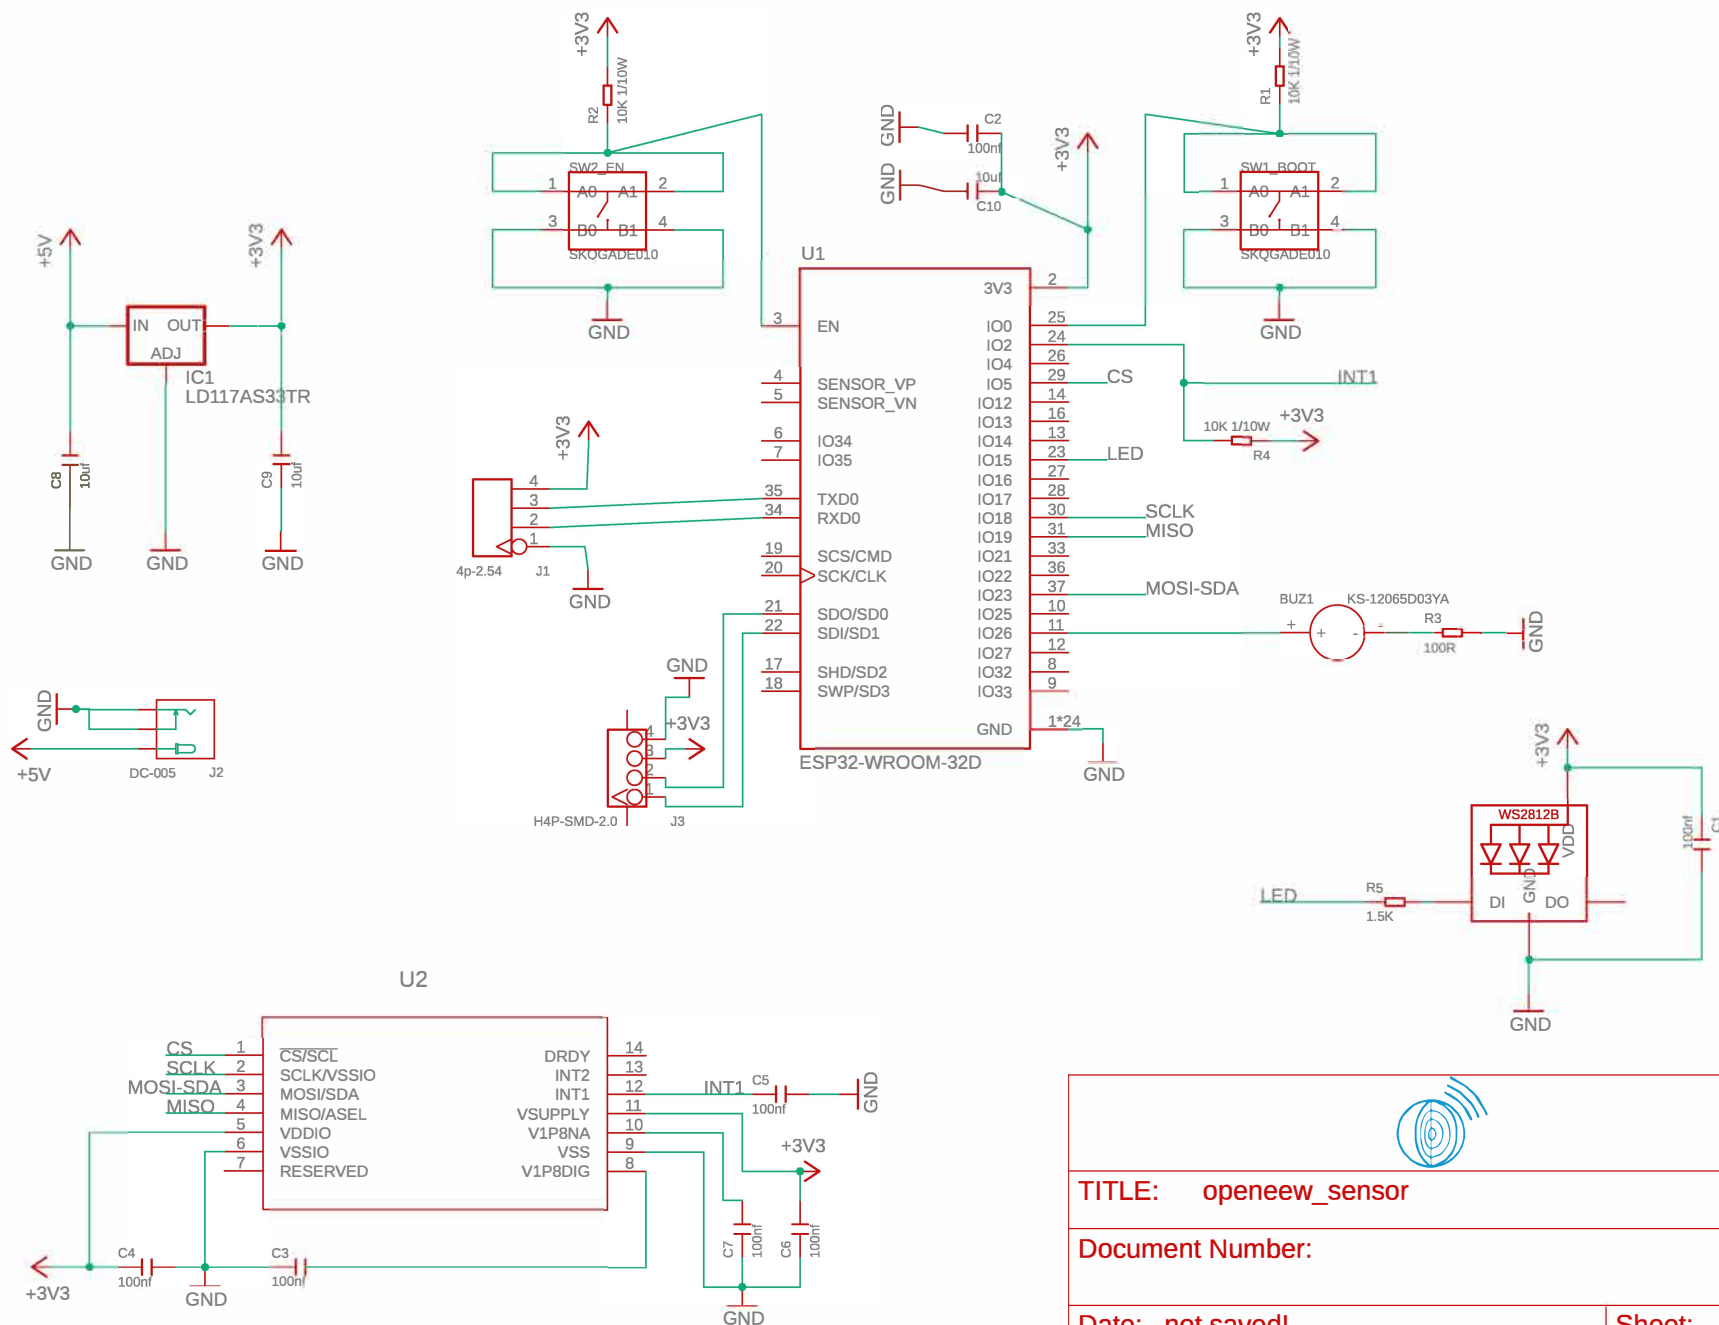 +3V3
R2
10K 1/10W
SW2_EN
1 A0 A1 2
3 B0 B1 4
SKQGADE010
GND
GND
C2
100nf
GND
10uf
C10
+3V3
+3V3
R1
10K 1/10W
SW1_BOOT
1 A0 A1 2
3 B0 B1 4
SKQGADE010
GND
+5V
+3V3
IN OUT
ADJ
IC1
LD117AS33TR
C8
10uf
C9
10uf
GND
GND
GND
U1
3V3 2
3 EN
IO0 25
IO2 24
IO4 26
IO5 29
CS
4 SENSOR_VP
5 SENSOR_VN
IO12 14
IO13 16
6 IO34
7 IO35
IO14 13
IO15 23
LED
IO16 27
IO17 28
35 TXD0
34 RXD0
IO18 30
SCLK
IO19 31
MISO
19 SCS/CMD
20 SCK/CLK
IO21 33
IO22 36
IO23 37
MOSI-SDA
21 SDO/SD0
22 SDI/SD1
IO25 10
IO26 11
IO27 12
17 SHD/SD2
18 SWP/SD3
IO32 8
IO33 9
GND 1*24
ESP32-WROOM-32D
GND
INT1
10K 1/10W
+3V3
R4
+3V3
4
3
2
1
4p-2.54
J1
GND
BUZ1
KS-12065D03YA
+
+ -
-
R3
100R
GND
GND
+3V3
4
3
2
1
H4P-SMD-2.0
J3
GND
+5V
DC-005
J2
+3V3
WS2812B
VDD
GND
DI DO
LED
R5
1.5K
100nf
C1
GND
U2
CS 1 CS/SCL
SCLK 2 SCLK/VSSIO
MOSI-SDA 3 MOSI/SDA
MISO 4 MISO/ASEL
5 VDDIO
6 VSSIO
7 RESERVED
DRDY 14
INT2 13
INT1 12
VSUPPLY 11
V1P8NA 10
VSS 9
V1P8DIG 8
INT1
C5
100nf
GND
+3V3
C7
100nf
C6
100nf
GND
+3V3
C4
100nf
GND
C3
100nf
TITLE: openeew_sensor
Document Number:
Date: not saved!
Sheet: